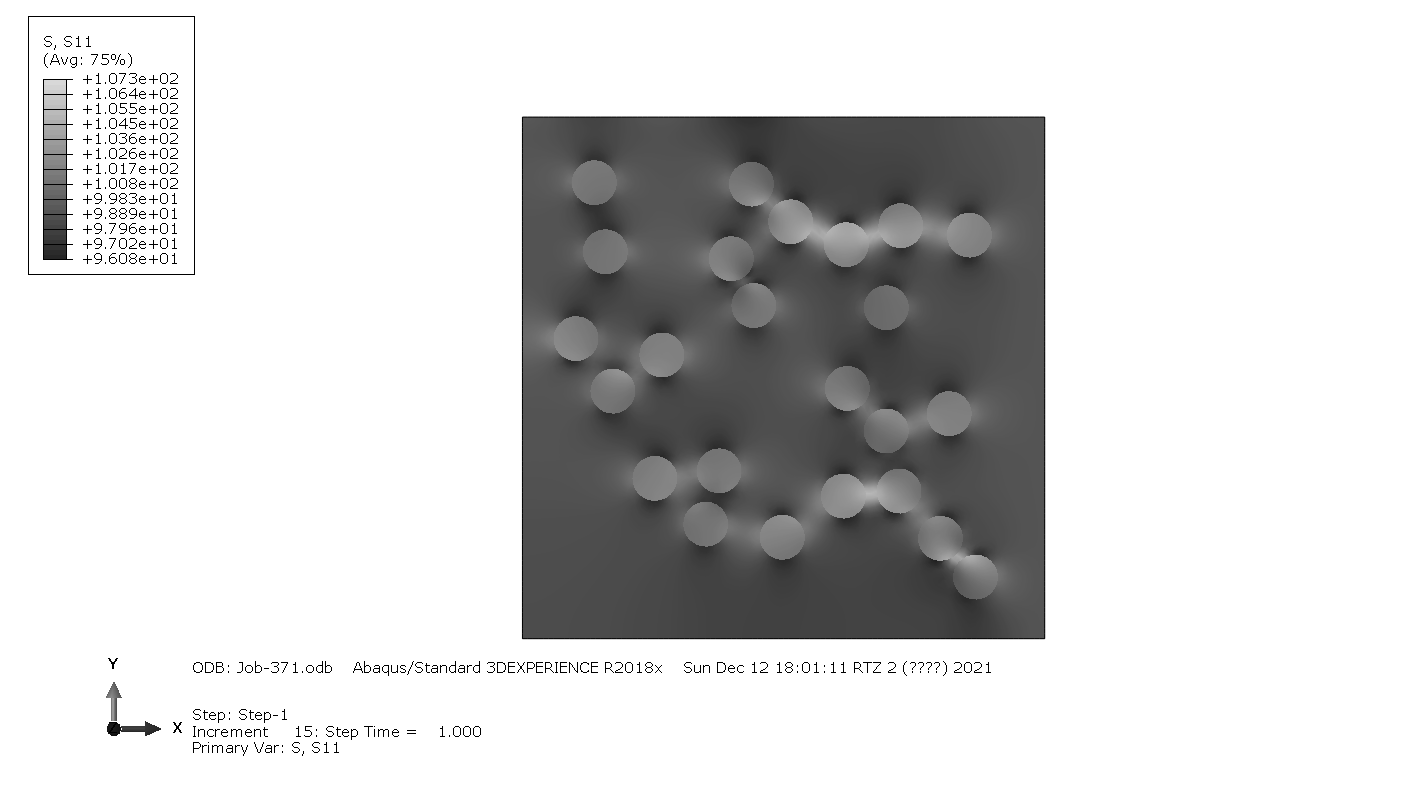 S, S11
(Avg: 75%)
+1.073e+02
+1.064e+02
+1.055e+02
+1.045e+02
+1.036e+02
+1.026e+02
+1.017e+02
+1.008e+02
+9.983e+01
+9.889e+01
+9.796e+01
+9.702e+01
+9.608e+01
Y
X
ODB: Job-371.odb Abaqus/Standard 3DEXPERIENCE R2018x Sun Dec 12 18:01:11 RTZ 2 (????) 2021
Step: Step-1
Increment 15: Step Time = 1.000
Primary Var: S, S11